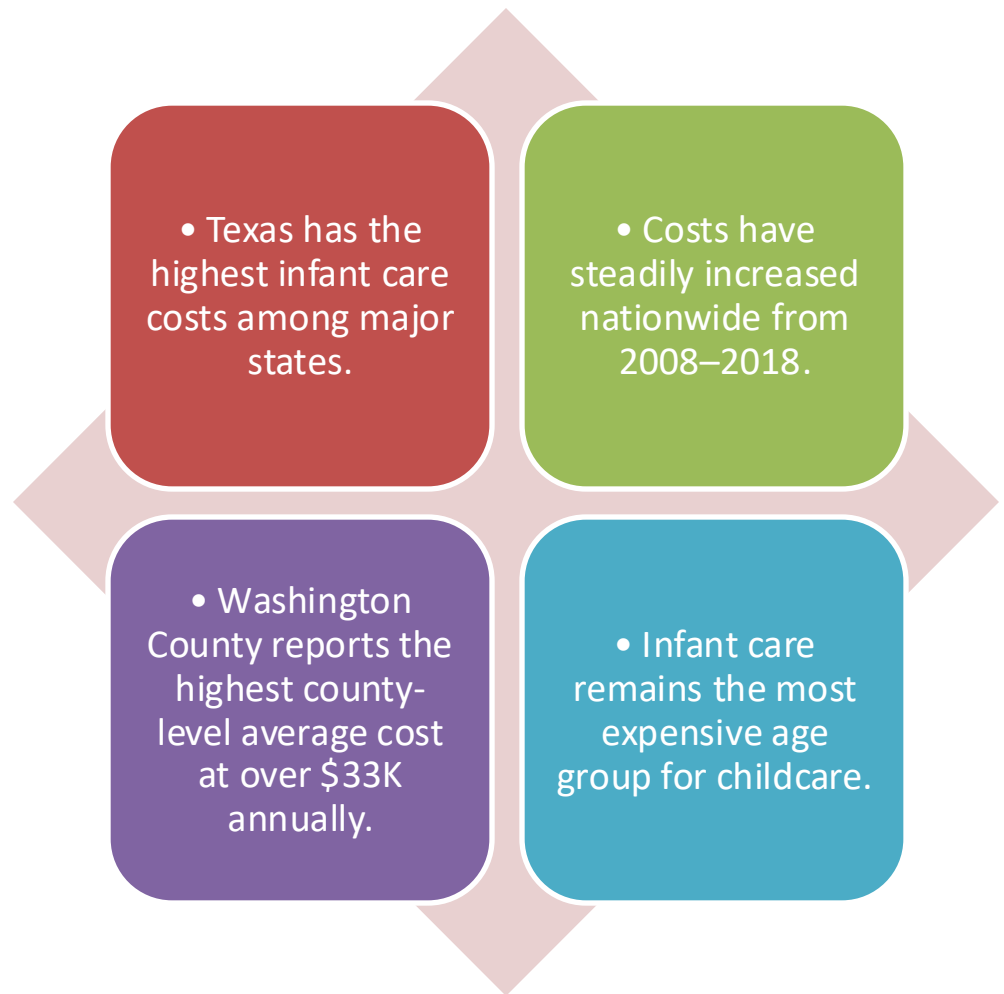 • Texas has the
highest infant care
costs among major
states.
• Costs have
steadily increased
nationwide from
2008–2018.
• Washington
County reports the
highest county-
level average cost
at over $33K
annually.
• Infant care
remains the most
expensive age
group for childcare.